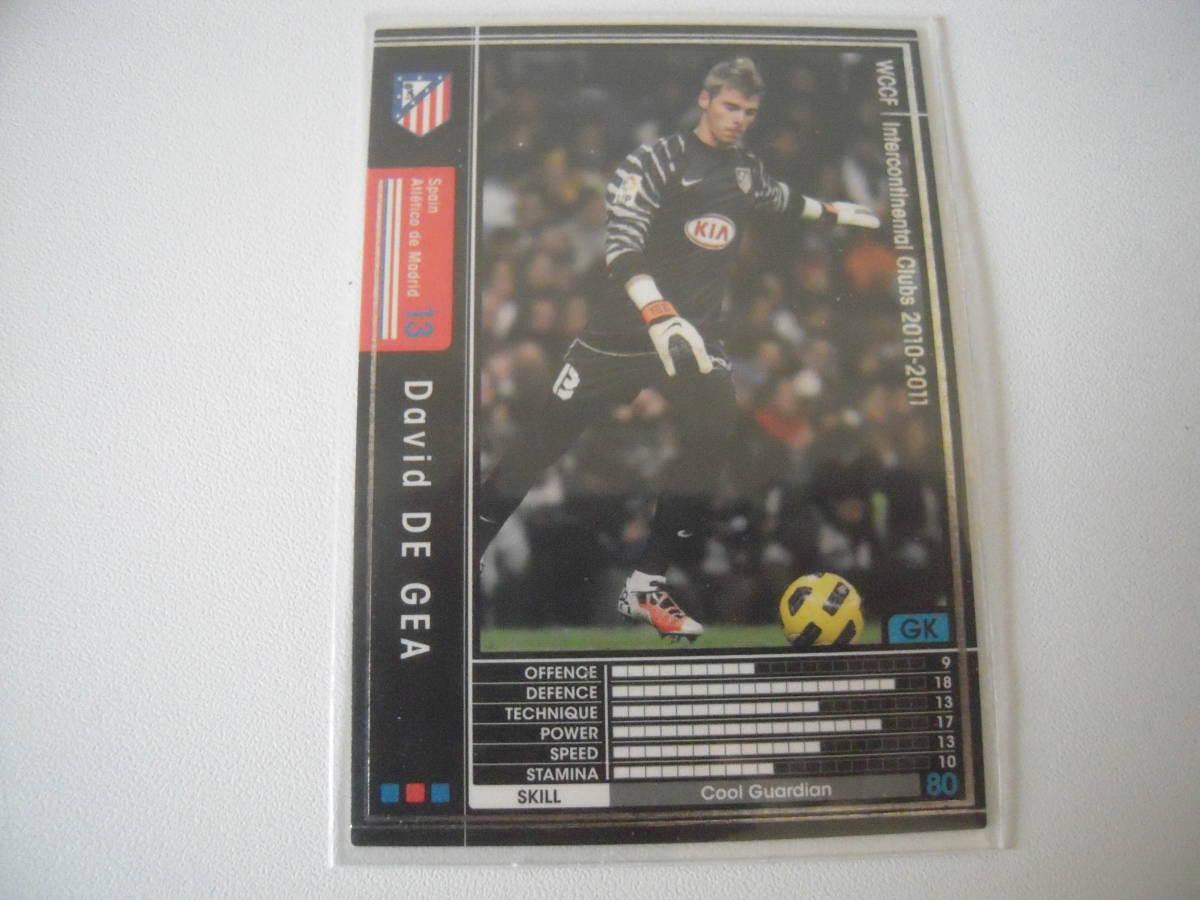 WCCF | Intercontinental Clubs 2010-2011
Spain
Atlético de Madrid 13
David DE GEA
KIA
GK
OFFENCE 9
DEFENCE 18
TECHNIQUE 13
POWER 17
SPEED 13
STAMINA 10
SKILL Cool Guardian 80